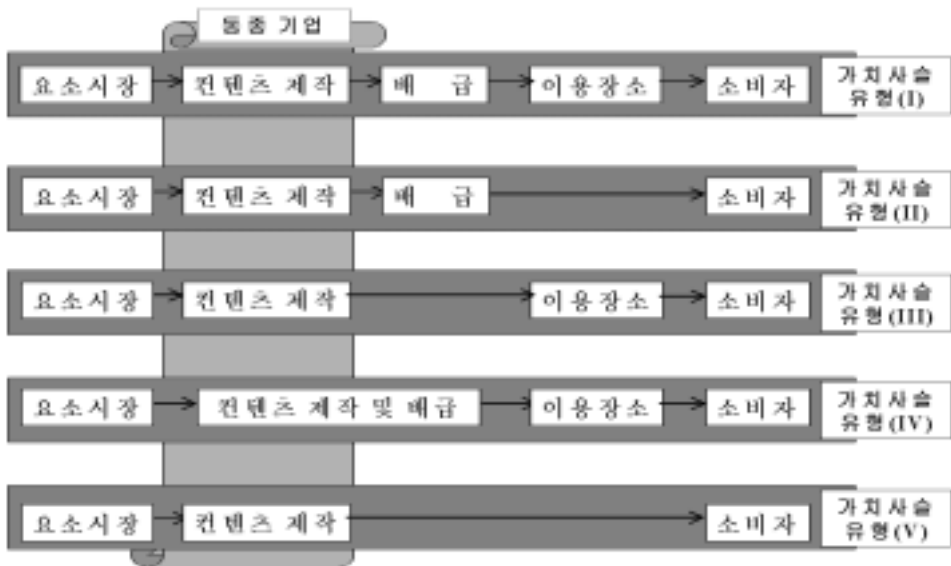 동종 기업
요소시장 컨텐츠 제작 배 급 이용장소 소비자 가치사슬
유형(I)
요소시장 컨텐츠 제작 배 급 소비자 가치사슬
유형(II)
요소시장 컨텐츠 제작 이용장소 소비자 가치사슬
유형(III)
요소시장 컨텐츠 제작 및 배급 이용장소 소비자 가치사슬
유형(IV)
요소시장 컨텐츠 제작 소비자 가치사슬
유형(V)